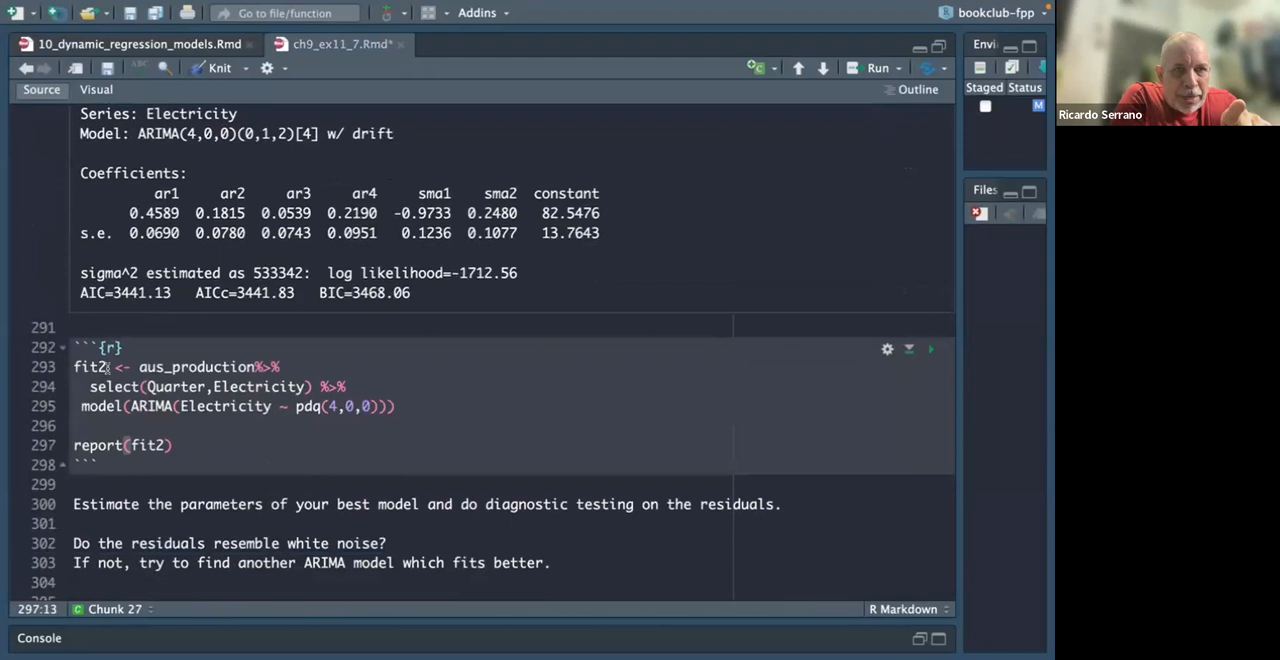 Go to file/function
Addins
bookclub-fpp
10_dynamic_regression_models.Rmd
ch9_ex11_7.Rmd*
Envi
ABC
Knit
Run
Source
Visual
Outline
Staged Status
M
Ricardo Serrano
Series: Electricity
Model: ARIMA(4,0,0)(0,1,2)[4] w/ drift
Coefficients:
ar1 ar2 ar3 ar4 sma1 sma2 constant
0.4589 0.1815 0.0539 0.2190 -0.9733 0.2480 82.5476
s.e. 0.0690 0.0780 0.0743 0.0951 0.1236 0.1077 13.7643
Files
sigma^2 estimated as 533342: log likelihood=-1712.56
AIC=3441.13 AICc=3441.83 BIC=3468.06
291
292 ```{r}
293 fit2 <- aus_production%>%
294 select(Quarter,Electricity) %>%
295 model(ARIMA(Electricity ~ pdq(4,0,0)))
296
297 report(fit2)
298 ```
299
300 Estimate the parameters of your best model and do diagnostic testing on the residuals.
301
302 Do the residuals resemble white noise?
303 If not, try to find another ARIMA model which fits better.
304
297:13 C Chunk 27 R Markdown
Console